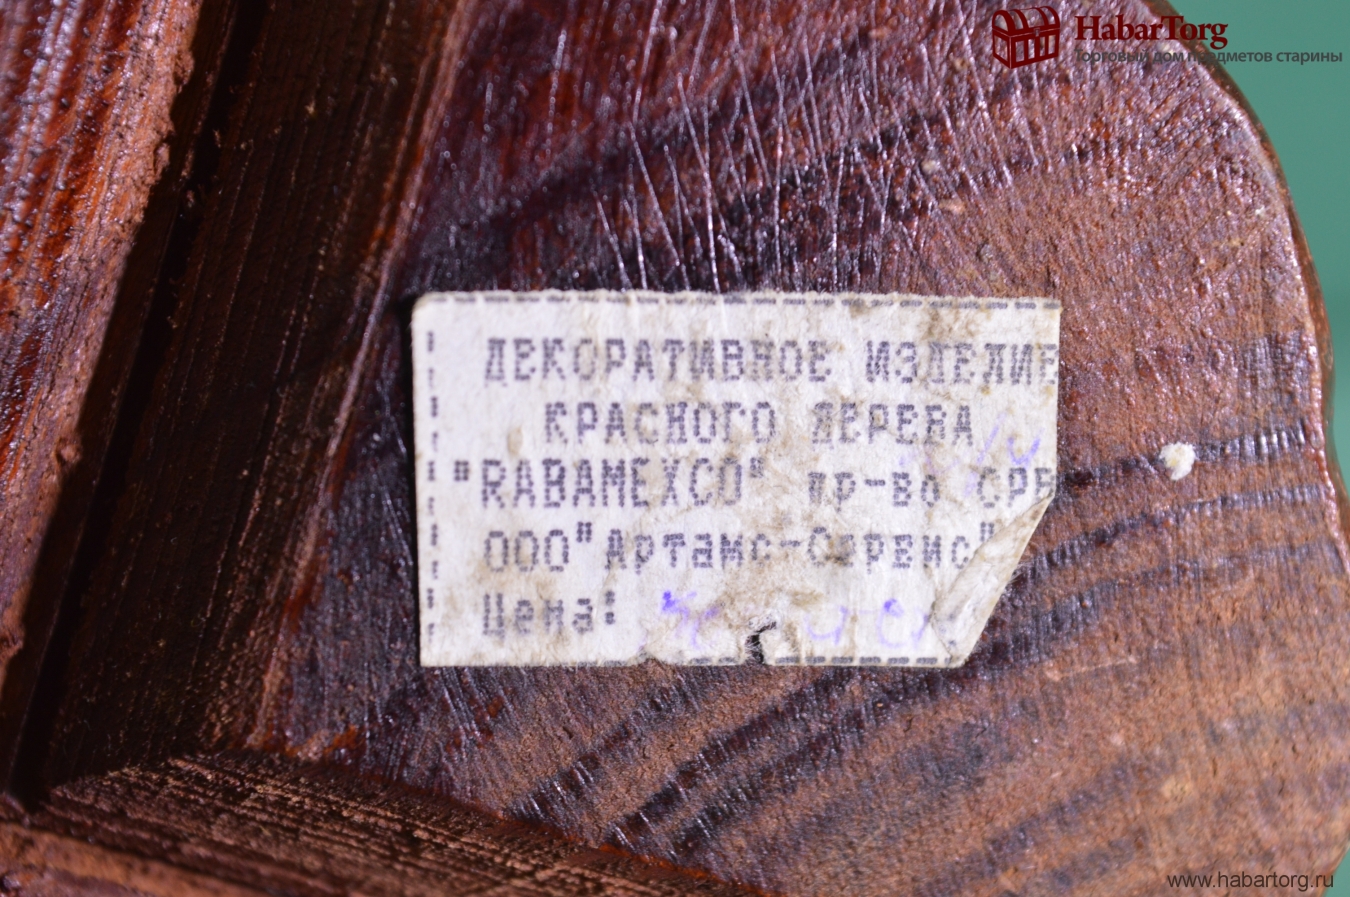 HabarTorg
Торговый дом предметов старины
ДЕКОРАТИВНОЕ ИЗДЕЛИЕ
КРАСНОГО ДЕРЕВА
"RABAMEXCO" пр-во СРВ
ООО"Артамс-Сервис"
Цена:
www.habartorg.ru